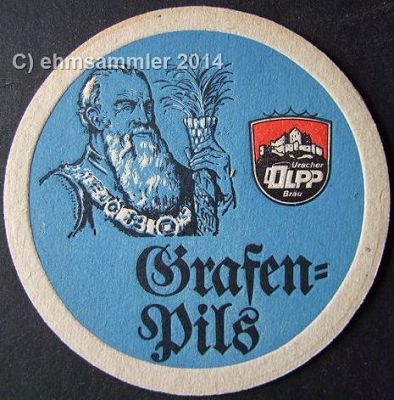 C) ehmsammler 2014
Uracher
OLPP
Bräu
Grafen=
Pils